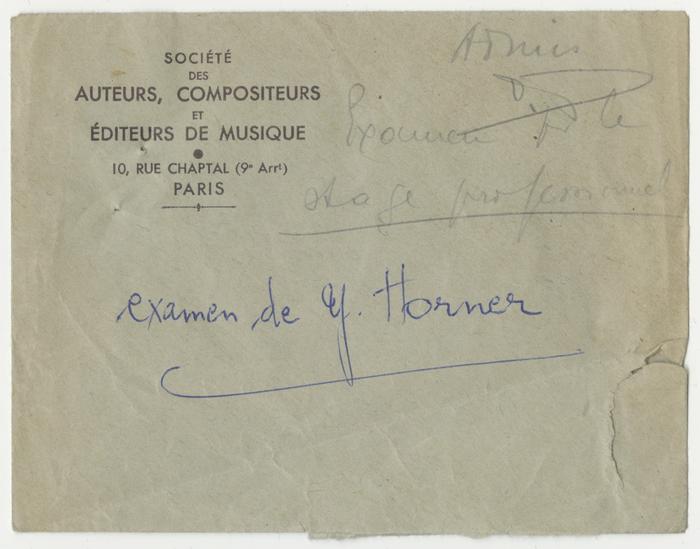 SOCIÉTÉ
DES
AUTEURS, COMPOSITEURS
ET
ÉDITEURS DE MUSIQUE
10, RUE CHAPTAL (9e Arrt)
PARIS
Admis
Examen
stage professionnel
examen de Y. Horner